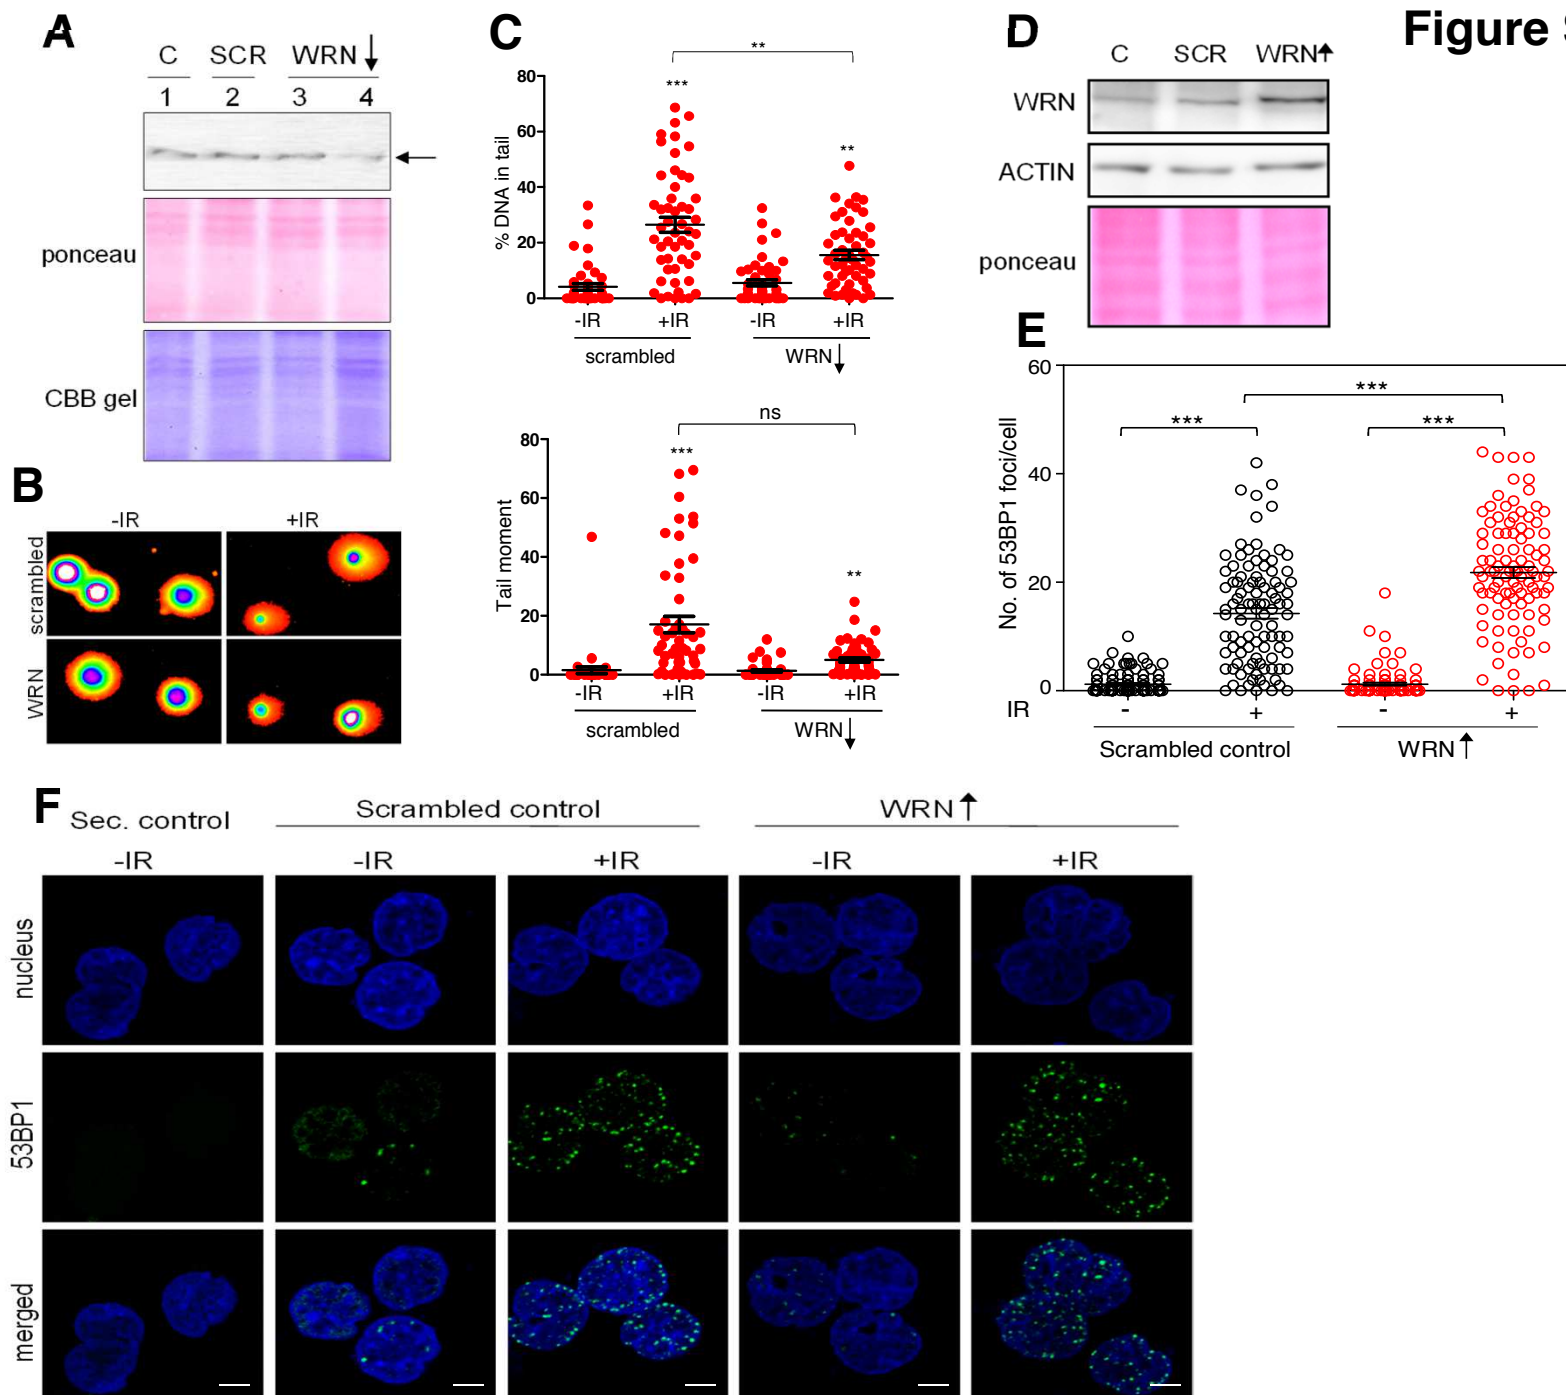 Figure S
A
C SCR WRN↓
1 2 3 4
ponceau
CBB gel
B
-IR +IR
scrambled
WRN
C
**
80
***
60
**
40
20
0
% DNA in tail
-IR +IR -IR +IR
scrambled WRN↓
ns
80
***
60
40
**
20
0
Tail moment
-IR +IR -IR +IR
scrambled WRN↓
D
C SCR WRN↑
WRN
ACTIN
ponceau
E
60
***
*** ***
40
20
0
No. of 53BP1 foci/cell
IR - + - +
Scrambled control WRN↑
F
Sec. control Scrambled control WRN↑
-IR -IR +IR -IR +IR
nucleus
53BP1
merged